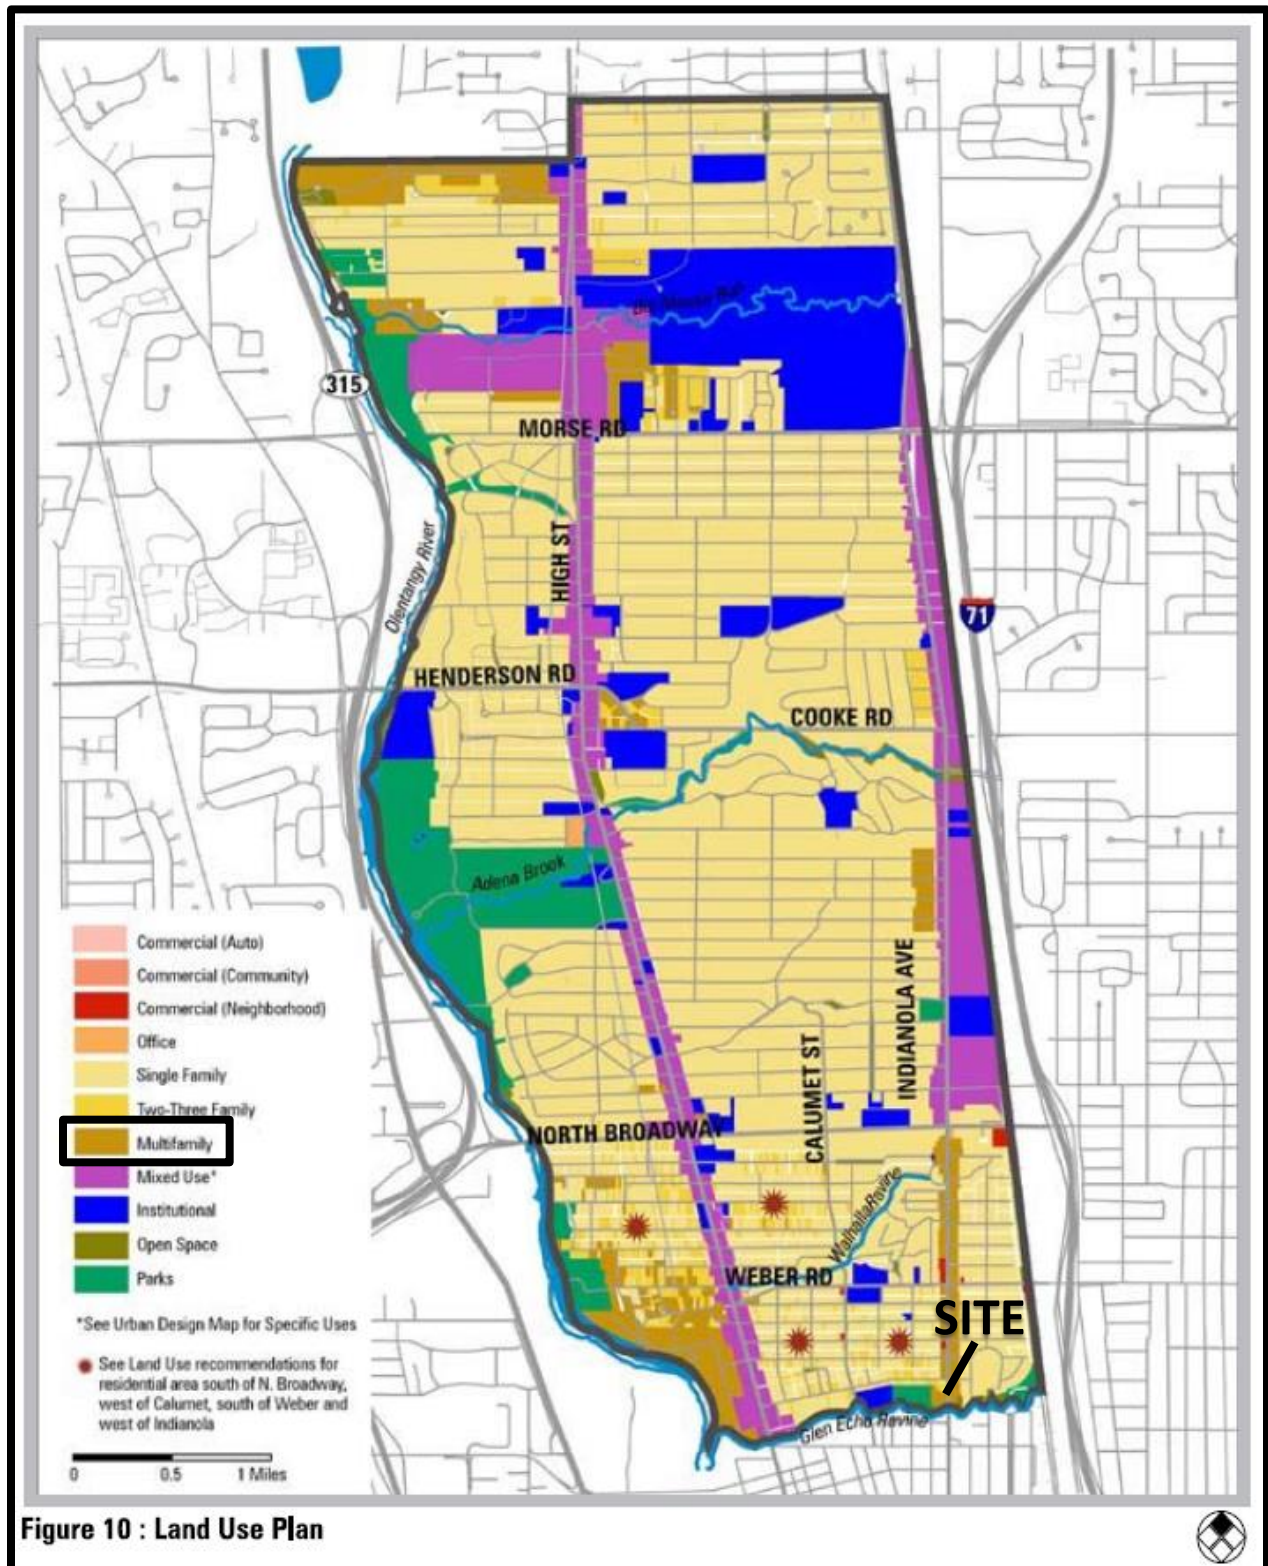 Big Mouse Run
315
MORSE RD
HIGH ST
Olentangy River
71
HENDERSON RD
COOKE RD
Adena Brook
INDIANOLA AVE
CALUMET ST
NORTH BROADWAY
Walhalla Ravine
WEBER RD
SITE
Glen Echo Ravine
Commercial (Auto)
Commercial (Community)
Commercial (Neighborhood)
Office
Single Family
Two-Three Family
Multifamily
Mixed Use*
Institutional
Open Space
Parks
*See Urban Design Map for Specific Uses
See Land Use recommendations for
residential area south of N. Broadway,
west of Calumet, south of Weber and
west of Indianola
0 0.5 1 Miles
Figure 10 : Land Use Plan